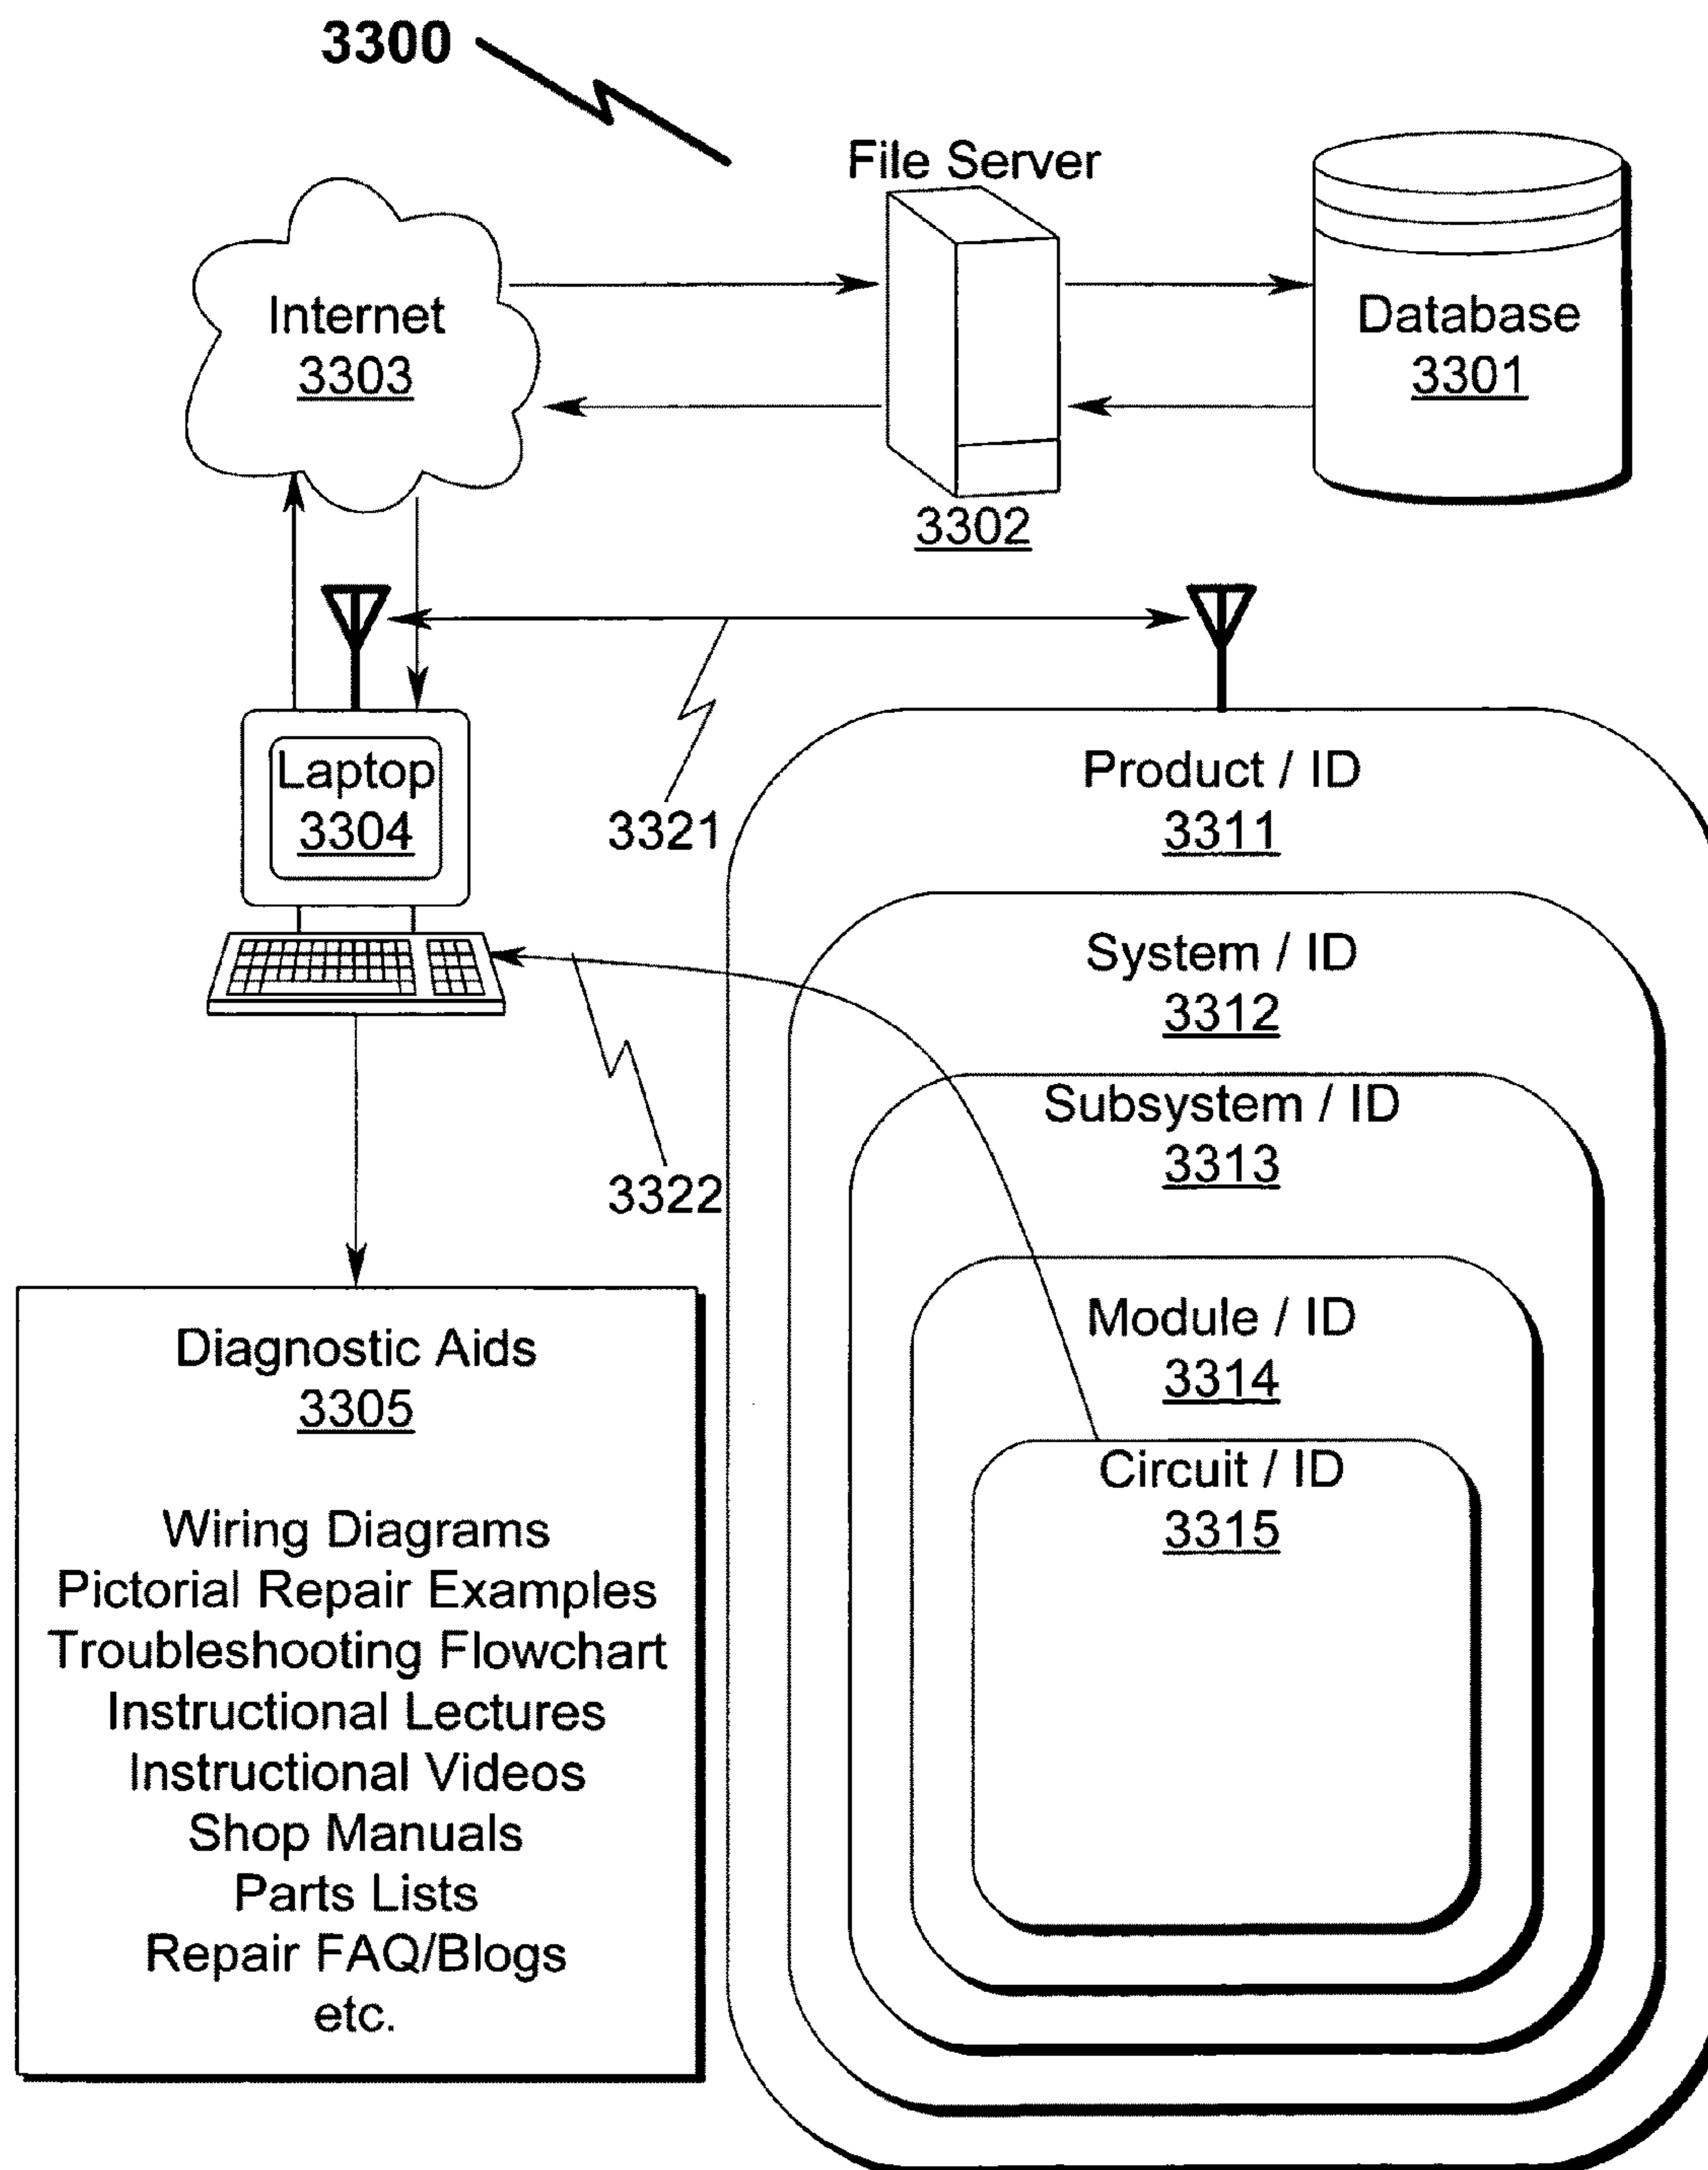 3300
File Server
Internet
3303
Database
3301
3302
Laptop
3304
3321
Product / ID
3311
System / ID
3312
Subsystem / ID
3313
3322
Module / ID
3314
Circuit / ID
3315
Diagnostic Aids
3305
Wiring Diagrams
Pictorial Repair Examples
Troubleshooting Flowchart
Instructional Lectures
Instructional Videos
Shop Manuals
Parts Lists
Repair FAQ/Blogs
etc.